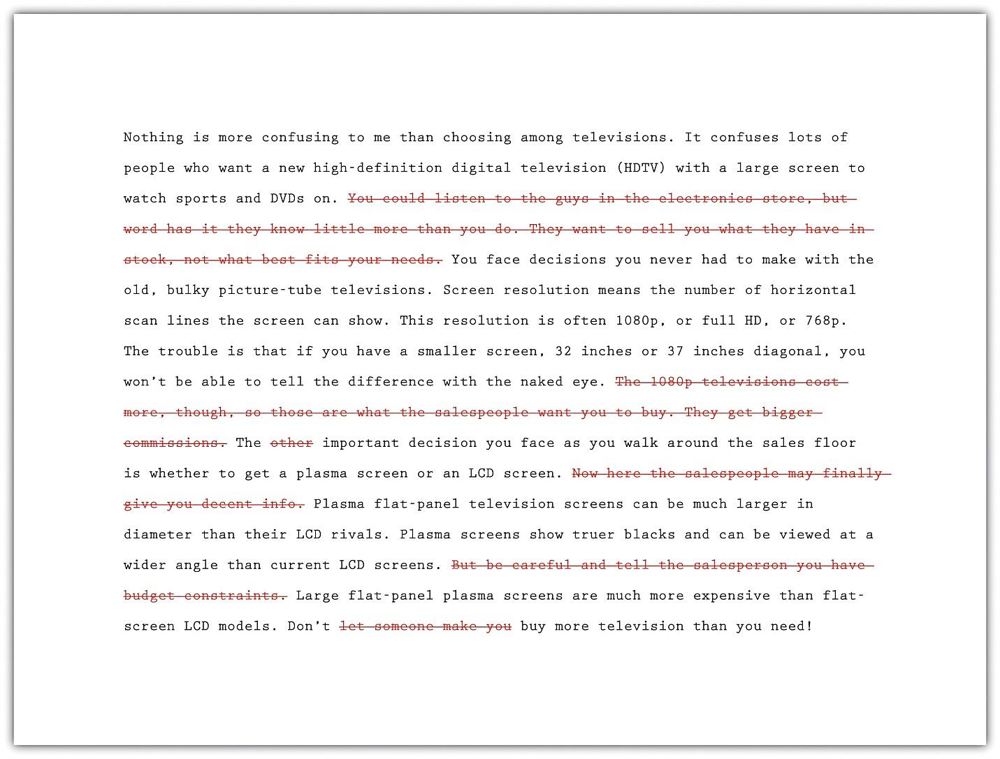 Nothing is more confusing to me than choosing among televisions. It confuses lots of
people who want a new high-definition digital television (HDTV) with a large screen to
watch sports and DVDs on. You could listen to the guys in the electronics store, but
word has it they know little more than you do. They want to sell you what they have in
stock, not what best fits your needs. You face decisions you never had to make with the
old, bulky picture-tube televisions. Screen resolution means the number of horizontal
scan lines the screen can show. This resolution is often 1080p, or full HD, or 768p.
The trouble is that if you have a smaller screen, 32 inches or 37 inches diagonal, you
won't be able to tell the difference with the naked eye. The 1080p televisions cost
more, though, so those are what the salespeople want you to buy. They get bigger
commissions. The other important decision you face as you walk around the sales floor
is whether to get a plasma screen or an LCD screen. Now here the salespeople may finally
give you decent info. Plasma flat-panel television screens can be much larger in
diameter than their LCD rivals. Plasma screens show truer blacks and can be viewed at a
wider angle than current LCD screens. But be careful and tell the salesperson you have
budget constraints. Large flat-panel plasma screens are much more expensive than flat-
screen LCD models. Don't let someone make you buy more television than you need!